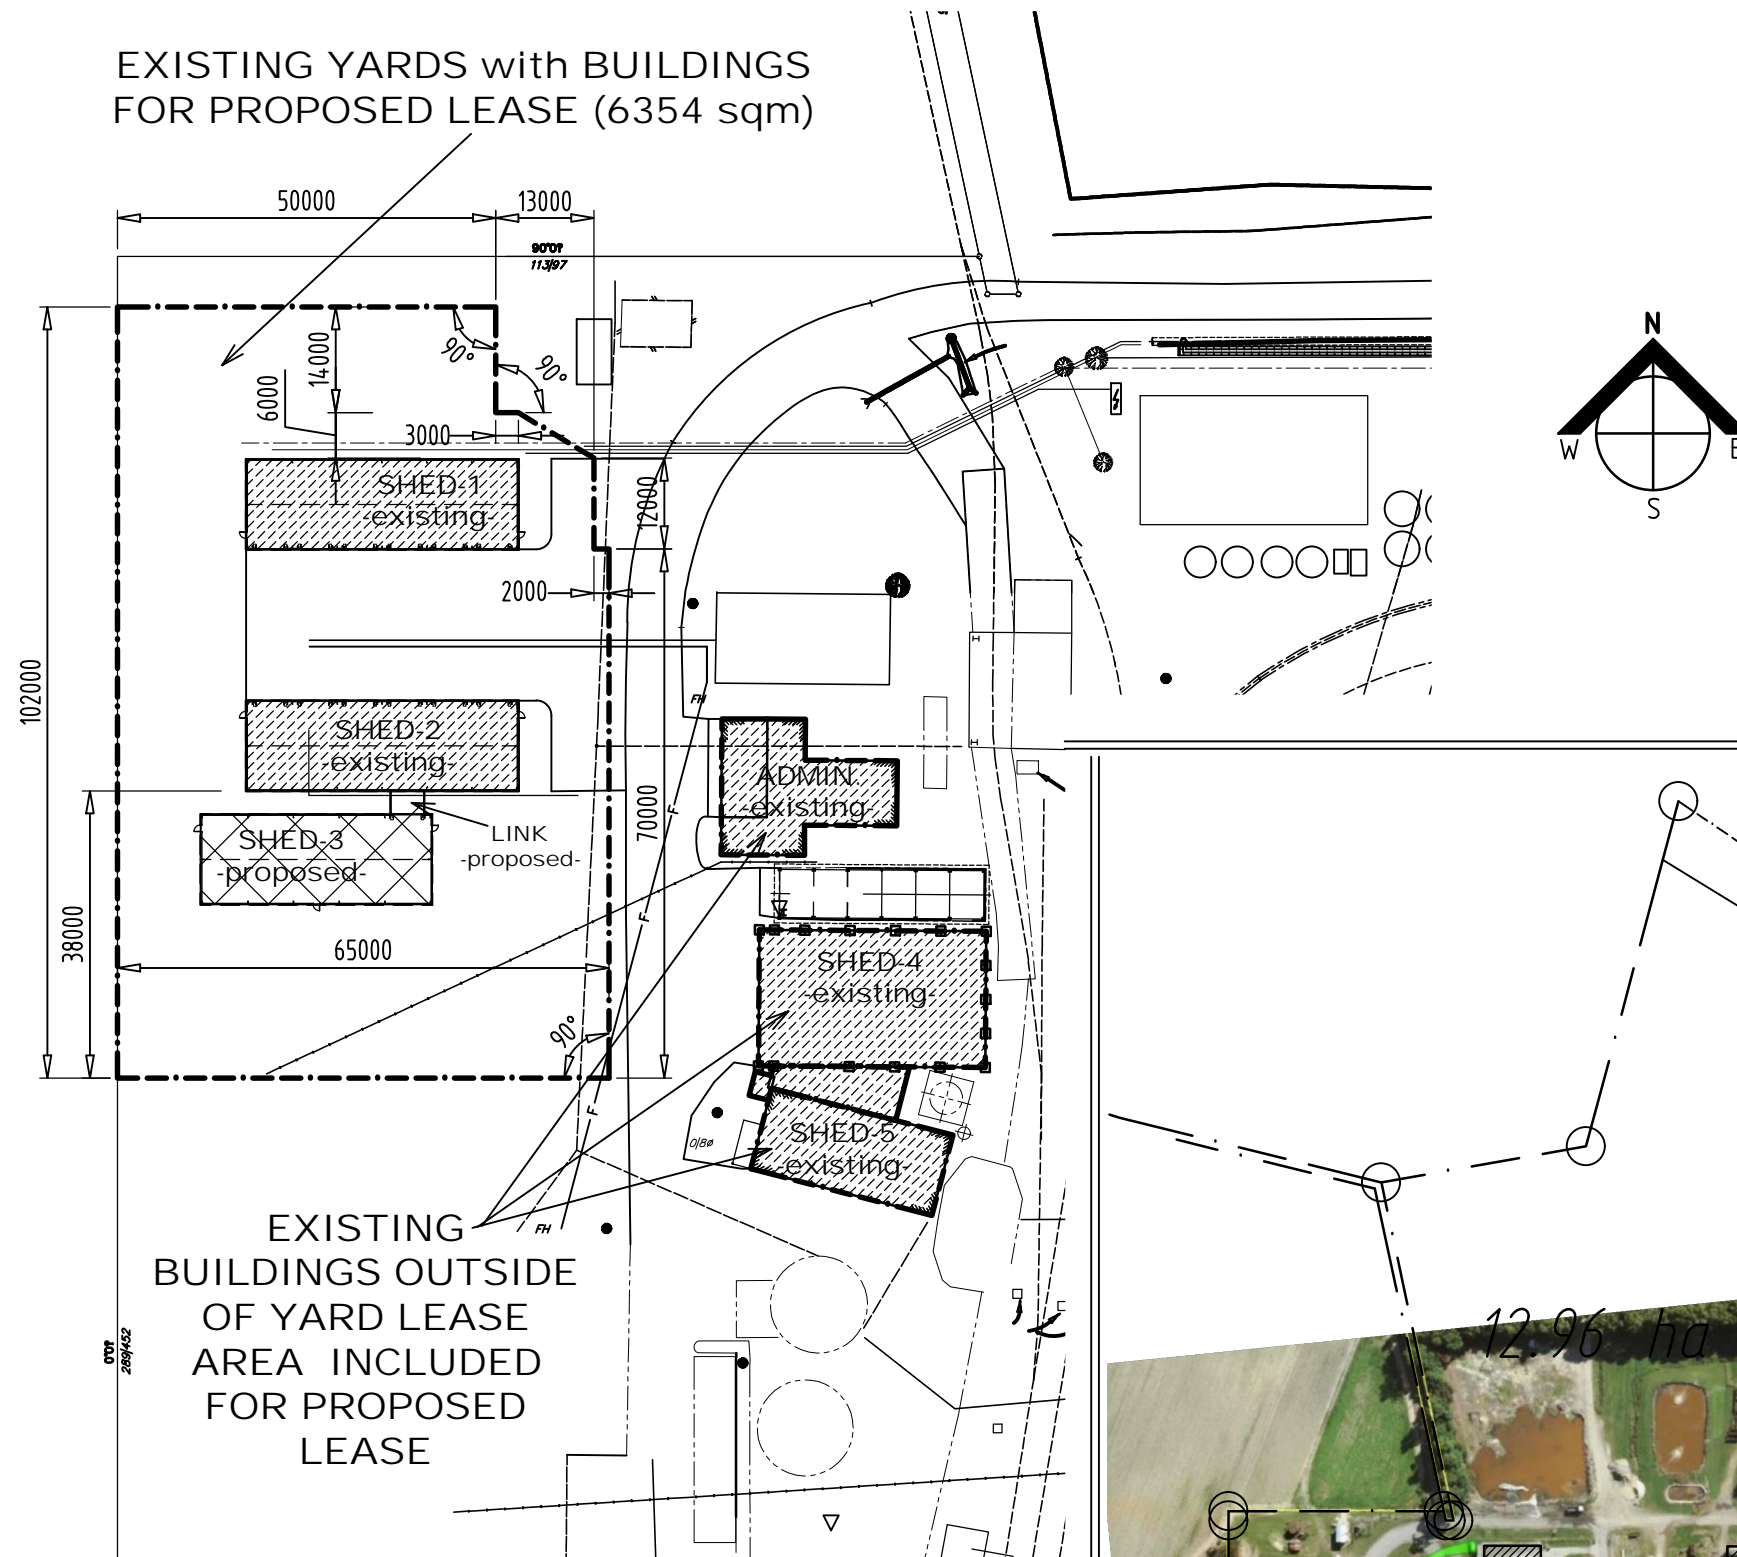 EXISTING YARDS with BUILDINGS
FOR PROPOSED LEASE (6354 sqm)
50000
13000
113/97
90°
90°
14000
6000
3000
N
W
S
SHED-1
-existing-
12000
2000
102000
FH
SHED-2
-existing-
ADMIN.
-existing-
70000
F
LINK
-proposed-
SHED-3
-proposed-
38000
F
65000
SHED-4
-existing-
90°
F
SHED-5
-existing-
EXISTING
BUILDINGS OUTSIDE
OF YARD LEASE
AREA INCLUDED
FOR PROPOSED
LEASE
FH
289/452
12.96 ha